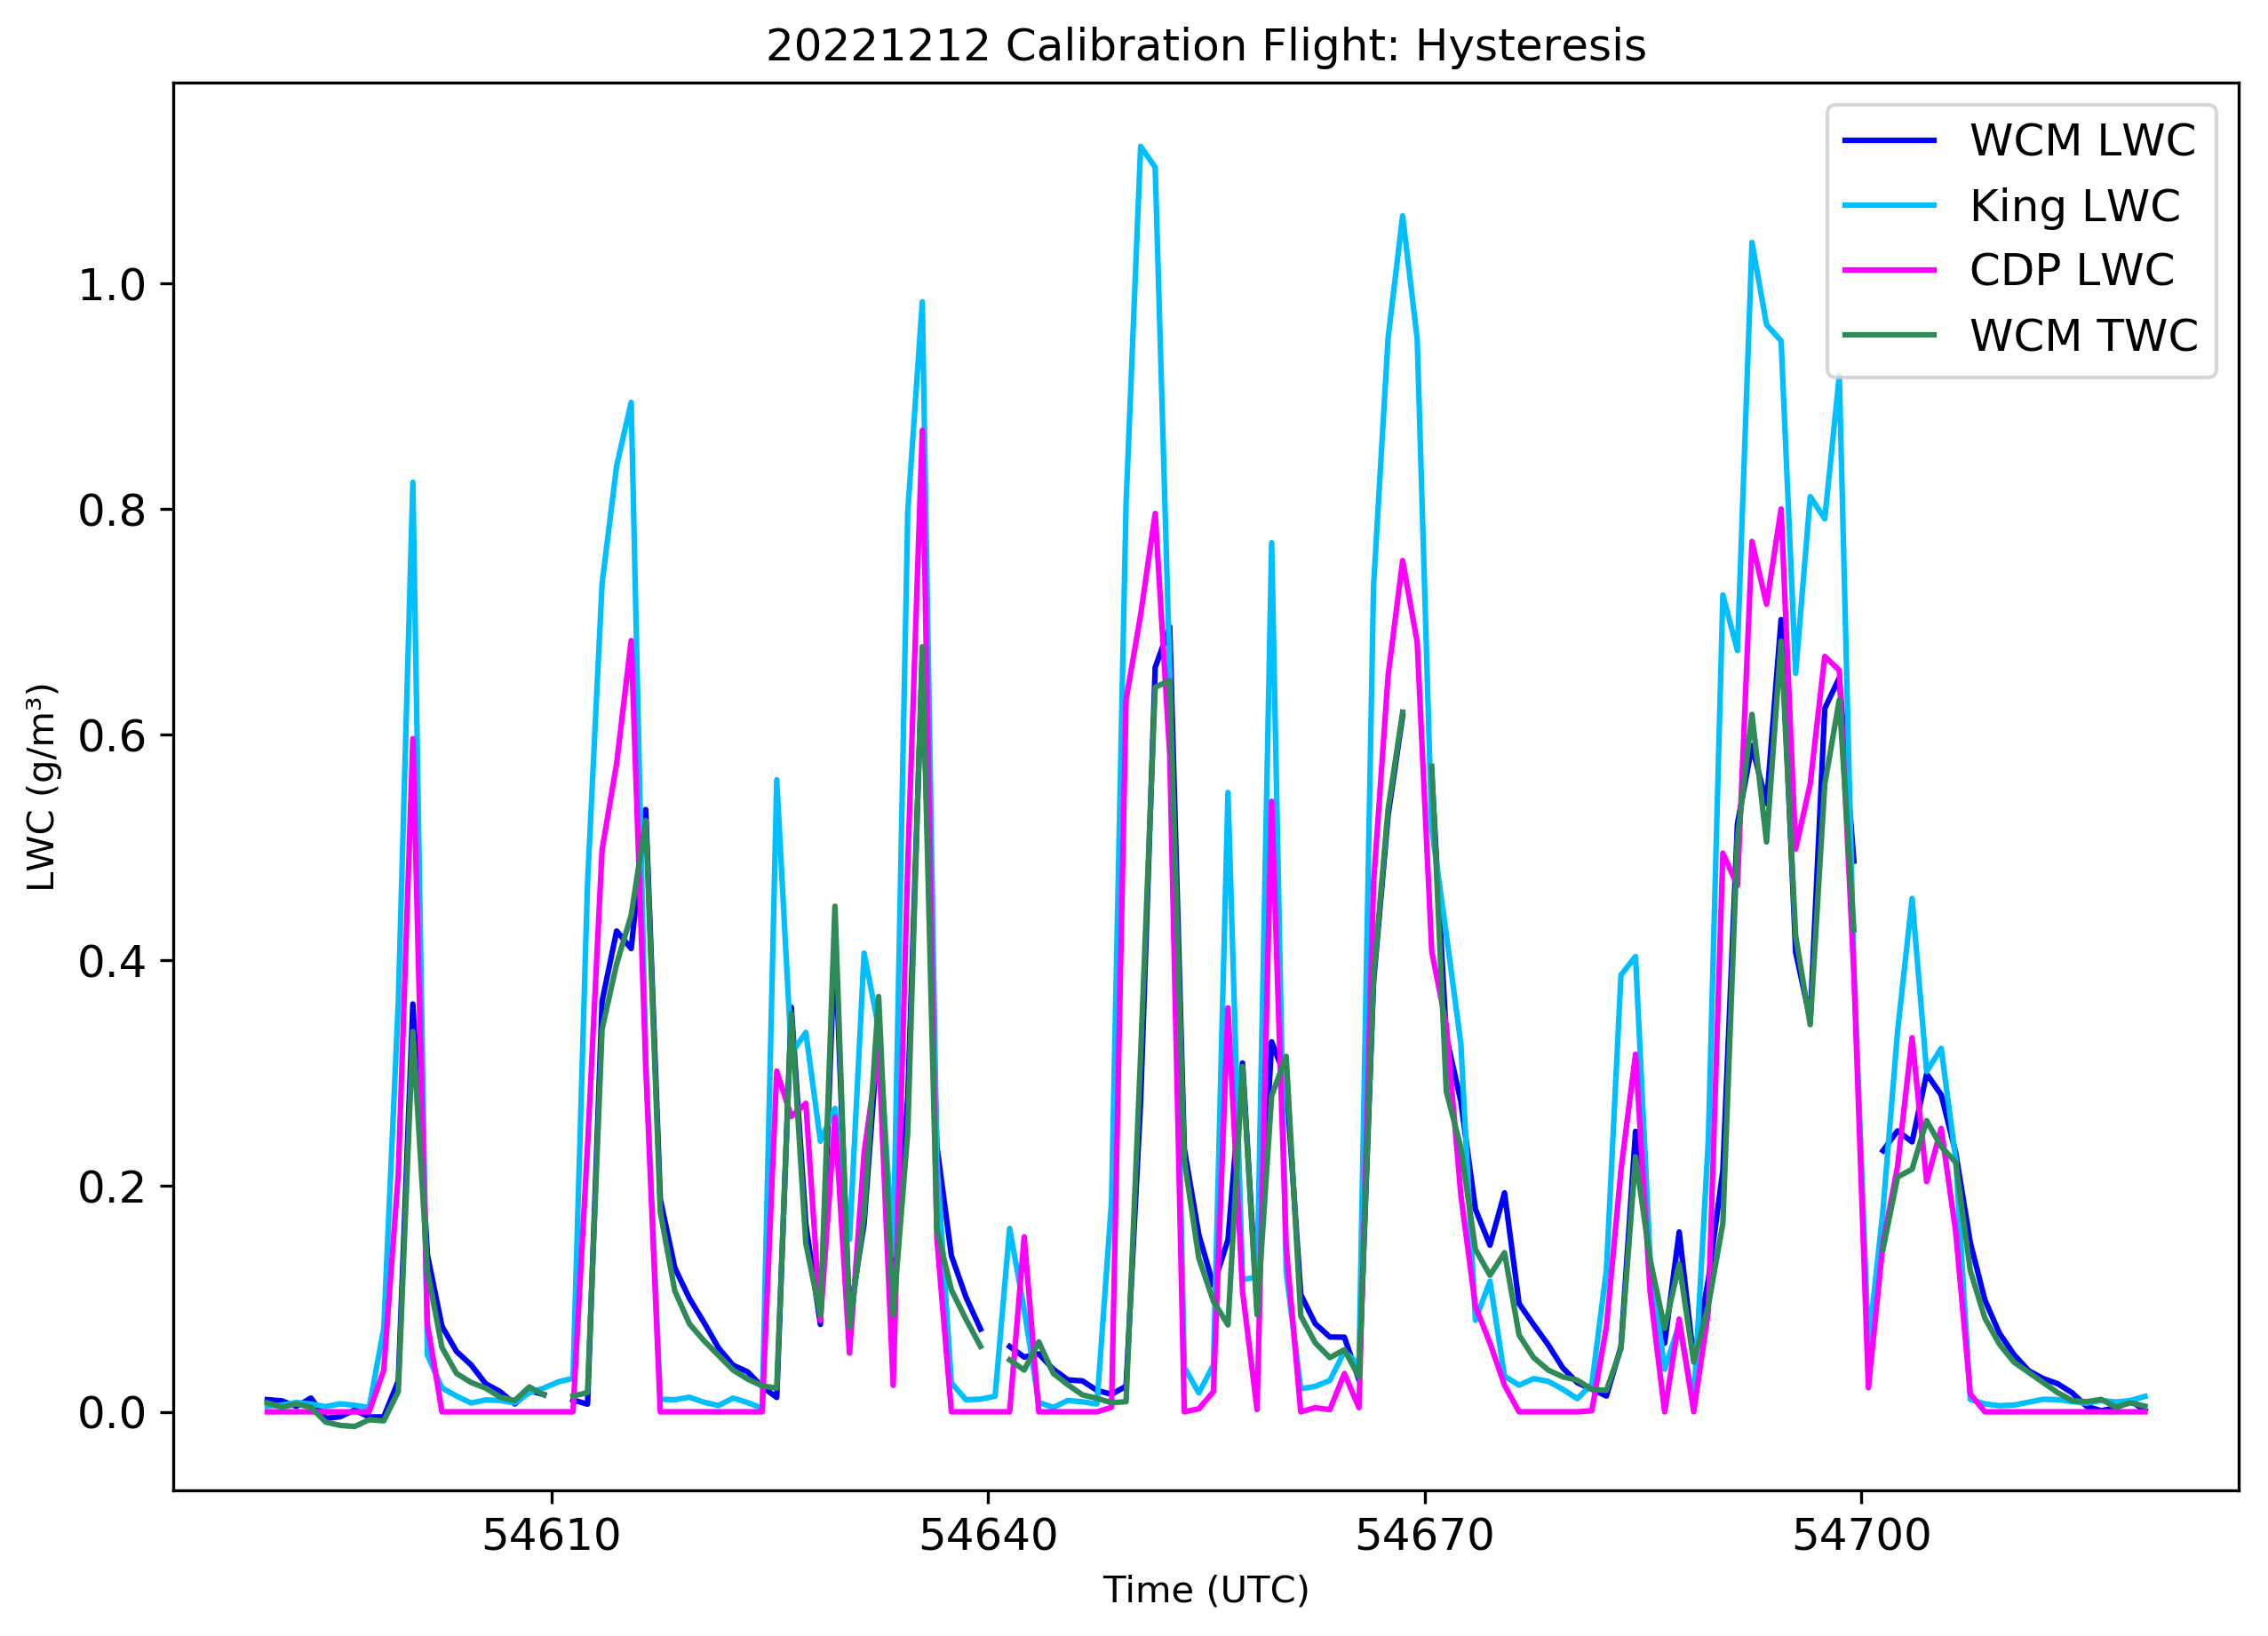 20221212 Calibration Flight: Hysteresis
WCM LWC
King LWC
CDP LWC
WCM TWC
LWC (g/m³)
1.0
0.8
0.6
0.4
0.2
0.0
54610
54640
54670
54700
Time (UTC)